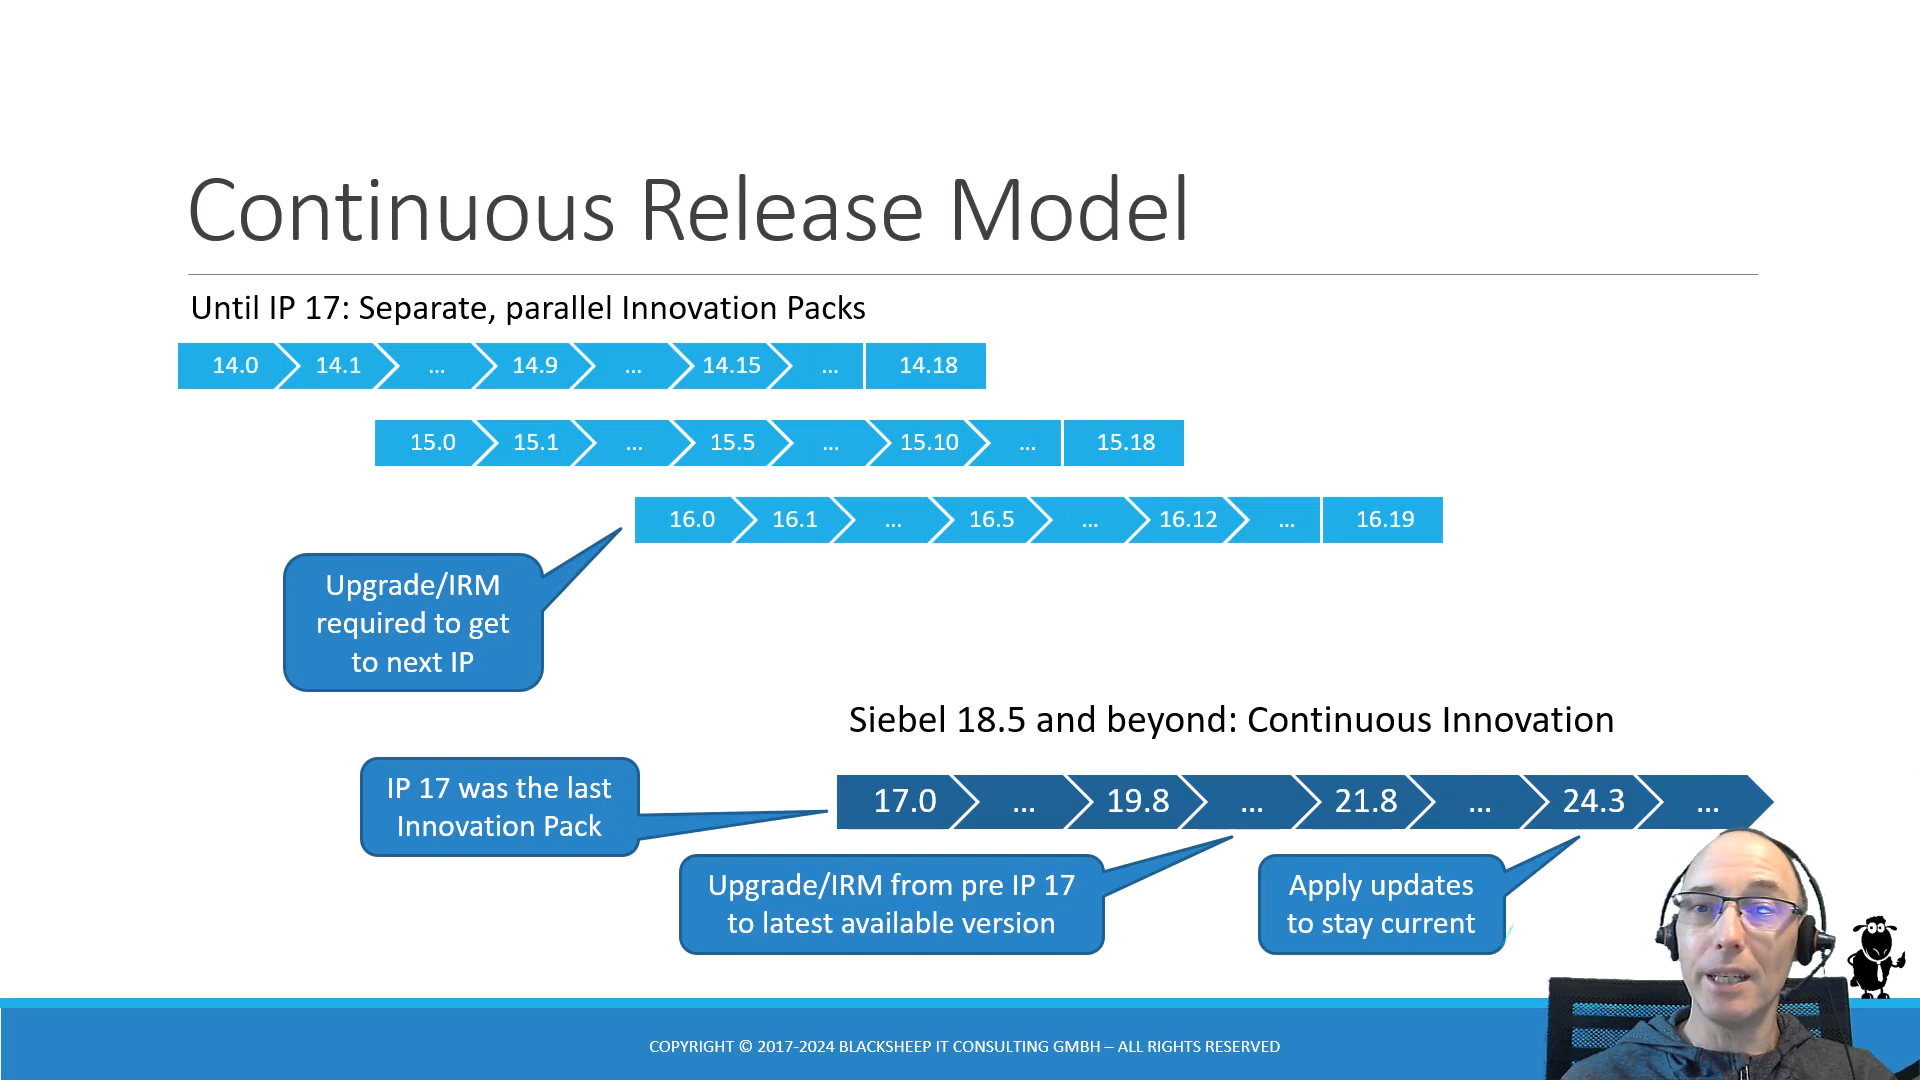 Continuous Release Model
Until IP 17: Separate, parallel Innovation Packs
14.0 14.1 ... 14.9 ... 14.15 ... 14.18
15.0 15.1 ... 15.5 ... 15.10 ... 15.18
16.0 16.1 ... 16.5 ... 16.12 ... 16.19
Upgrade/IRM
required to get
to next IP
Siebel 18.5 and beyond: Continuous Innovation
IP 17 was the last
Innovation Pack
17.0 ... 19.8 ... 21.8 ... 24.3 ...
Upgrade/IRM from pre IP 17
to latest available version
Apply updates
to stay current
COPYRIGHT © 2017-2024 BLACKSHEEP IT CONSULTING GMBH – ALL RIGHTS RESERVED